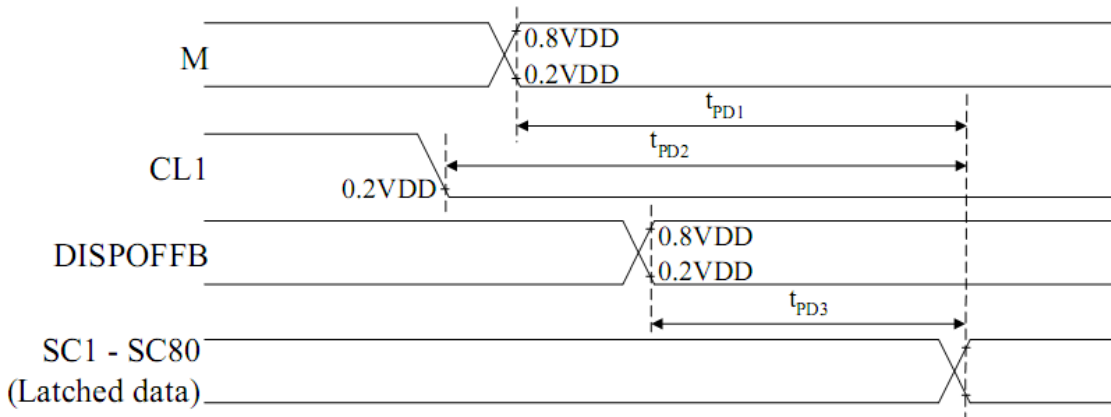 M
0.8VDD
0.2VDD
tPD1
CL1
tPD2
0.2VDD
DISPOFFB
0.8VDD
0.2VDD
tPD3
SC1 - SC80
(Latched data)